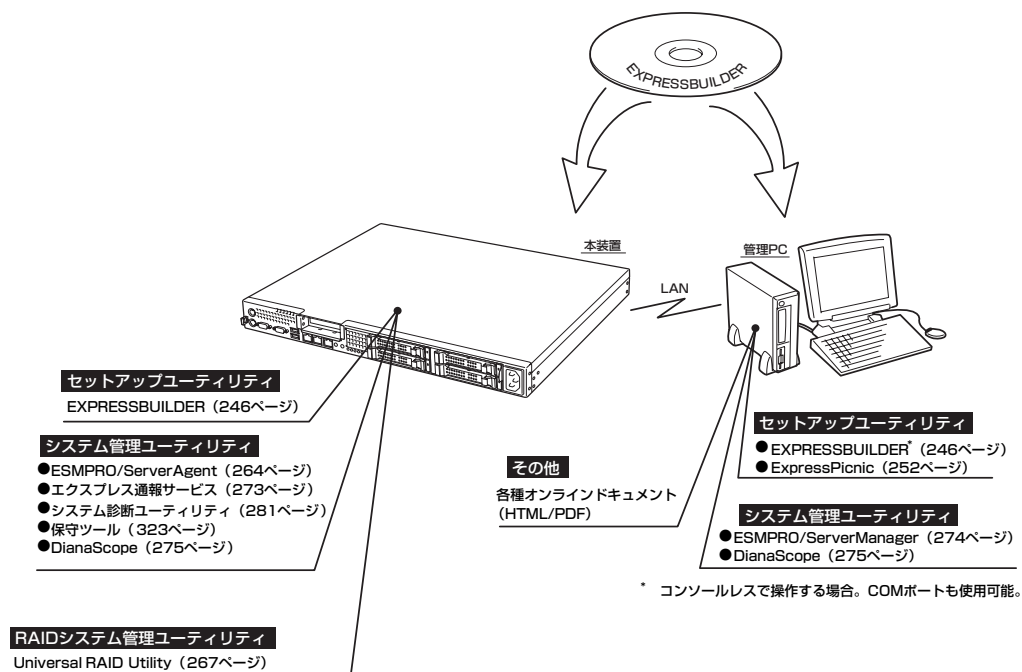 EXPRESSBUILDER
本装置
管理PC
LAN
セットアップユーティリティ
EXPRESSBUILDER（246ページ）
システム管理ユーティリティ
●ESMPRO/ServerAgent（264ページ）
●エクスプレス通報サービス（273ページ）
●システム診断ユーティリティ（281ページ）
●保守ツール（323ページ）
●DianaScope（275ページ）
RAIDシステム管理ユーティリティ
Universal RAID Utility（267ページ）
その他
各種オンラインドキュメント
（HTML/PDF）
セットアップユーティリティ
●EXPRESSBUILDER*（246ページ）
●ExpressPicnic（252ページ）
システム管理ユーティリティ
●ESMPRO/ServerManager（274ページ）
●DianaScope（275ページ）
* コンソールレスで操作する場合。COMポートも使用可能。